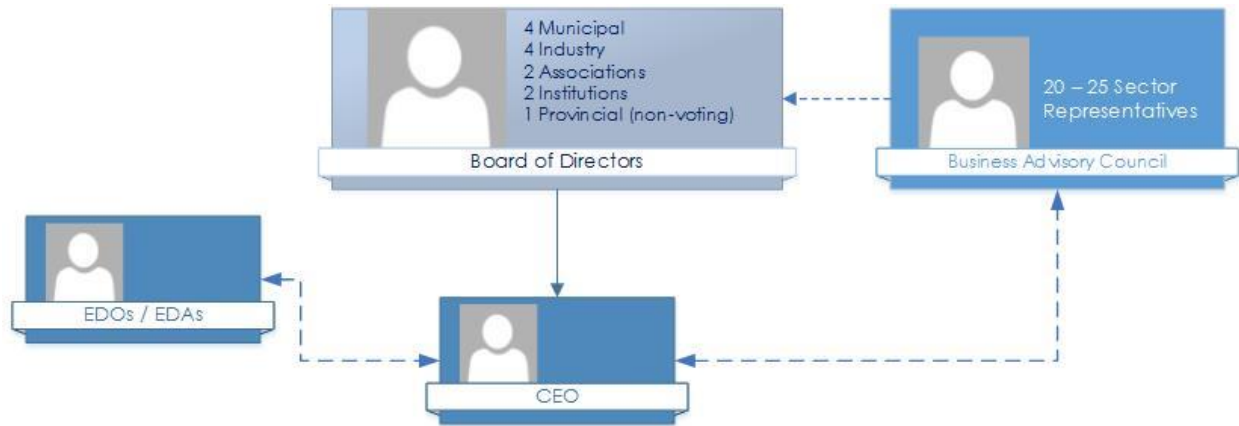 4 Municipal
4 Industry
2 Associations
2 Institutions
1 Provincial (non-voting)
Board of Directors
20 – 25 Sector
Representatives
Business Advisory Council
EDOs / EDAs
CEO